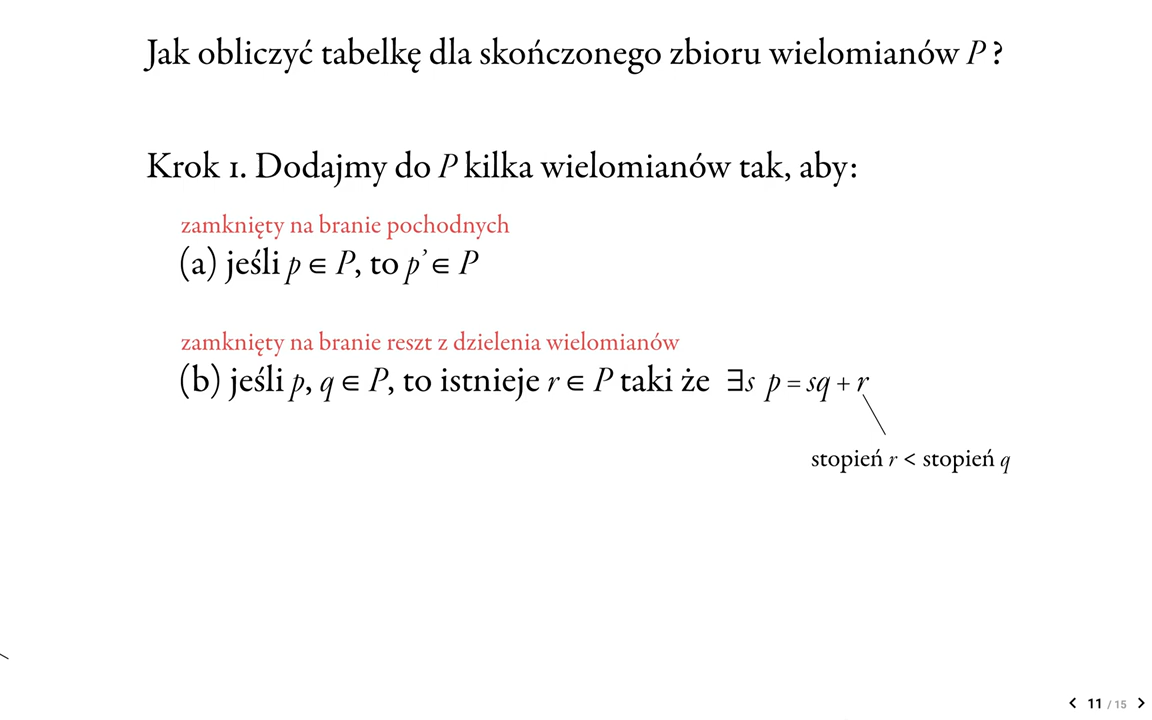 Jak obliczyć tabelkę dla skończonego zbioru wielomianów P ?
Krok 1. Dodajmy do P kilka wielomianów tak, aby:
zamknięty na branie pochodnych
(a) jeśli p ∈ P, to p’ ∈ P
zamknięty na branie reszt z dzielenia wielomianów
(b) jeśli p, q ∈ P, to istnieje r ∈ P taki że ∃s p = sq + r
stopień r < stopień q
11 / 15